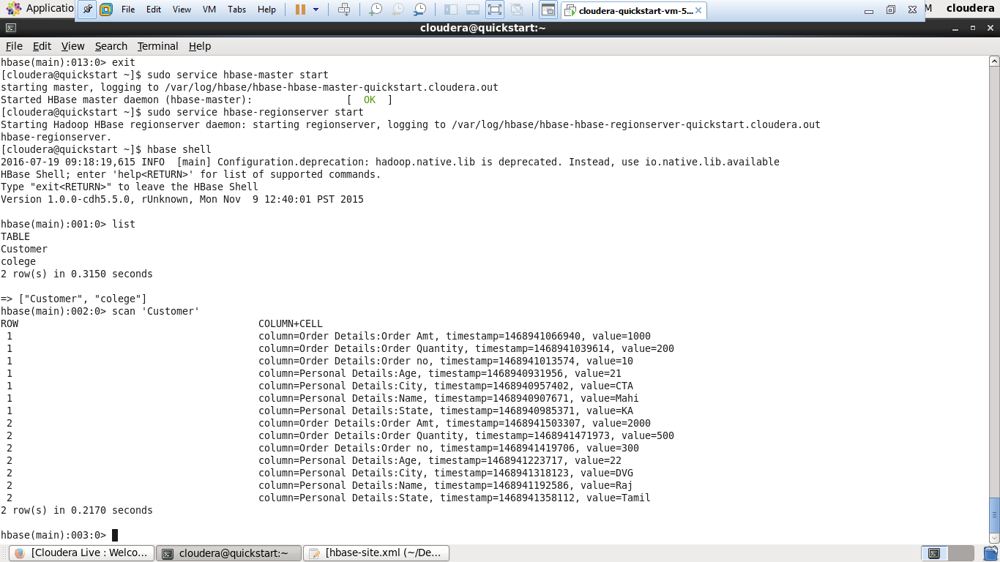 Applicatio File Edit View VM Tabs Help cloudera-quickstart-vm-5... M cloudera
cloudera@quickstart:~
File Edit View Search Terminal Help
hbase(main):013:0> exit
[cloudera@quickstart ~]$ sudo service hbase-master start
starting master, logging to /var/log/hbase/hbase-hbase-master-quickstart.cloudera.out
Started HBase master daemon (hbase-master): [ OK ]
[cloudera@quickstart ~]$ sudo service hbase-regionserver start
Starting Hadoop HBase regionserver daemon: starting regionserver, logging to /var/log/hbase/hbase-hbase-regionserver-quickstart.cloudera.out
hbase-regionserver.
[cloudera@quickstart ~]$ hbase shell
2016-07-19 09:18:19,615 INFO  [main] Configuration.deprecation: hadoop.native.lib is deprecated. Instead, use io.native.lib.available
HBase Shell; enter 'help<RETURN>' for list of supported commands.
Type "exit<RETURN>" to leave the HBase Shell
Version 1.0.0-cdh5.5.0, rUnknown, Mon Nov  9 12:40:01 PST 2015
hbase(main):001:0> list
TABLE
Customer
colege
2 row(s) in 0.3150 seconds
=> ["Customer", "colege"]
hbase(main):002:0> scan 'Customer'
ROW COLUMN+CELL
1 column=Order Details:Order Amt, timestamp=1468941066940, value=1000
1 column=Order Details:Order Quantity, timestamp=1468941039614, value=200
1 column=Order Details:Order no, timestamp=1468941013574, value=10
1 column=Personal Details:Age, timestamp=1468940931956, value=21
1 column=Personal Details:City, timestamp=1468940957402, value=CTA
1 column=Personal Details:Name, timestamp=1468940907671, value=Mahi
1 column=Personal Details:State, timestamp=1468940985371, value=KA
2 column=Order Details:Order Amt, timestamp=1468941503307, value=2000
2 column=Order Details:Order Quantity, timestamp=1468941471973, value=500
2 column=Order Details:Order no, timestamp=1468941419706, value=300
2 column=Personal Details:Age, timestamp=1468941223717, value=22
2 column=Personal Details:City, timestamp=1468941318123, value=DVG
2 column=Personal Details:Name, timestamp=1468941192586, value=Raj
2 column=Personal Details:State, timestamp=1468941358112, value=Tamil
2 row(s) in 0.2170 seconds
hbase(main):003:0>
[Cloudera Live : Welco... cloudera@quickstart:~ [hbase-site.xml (~/De...